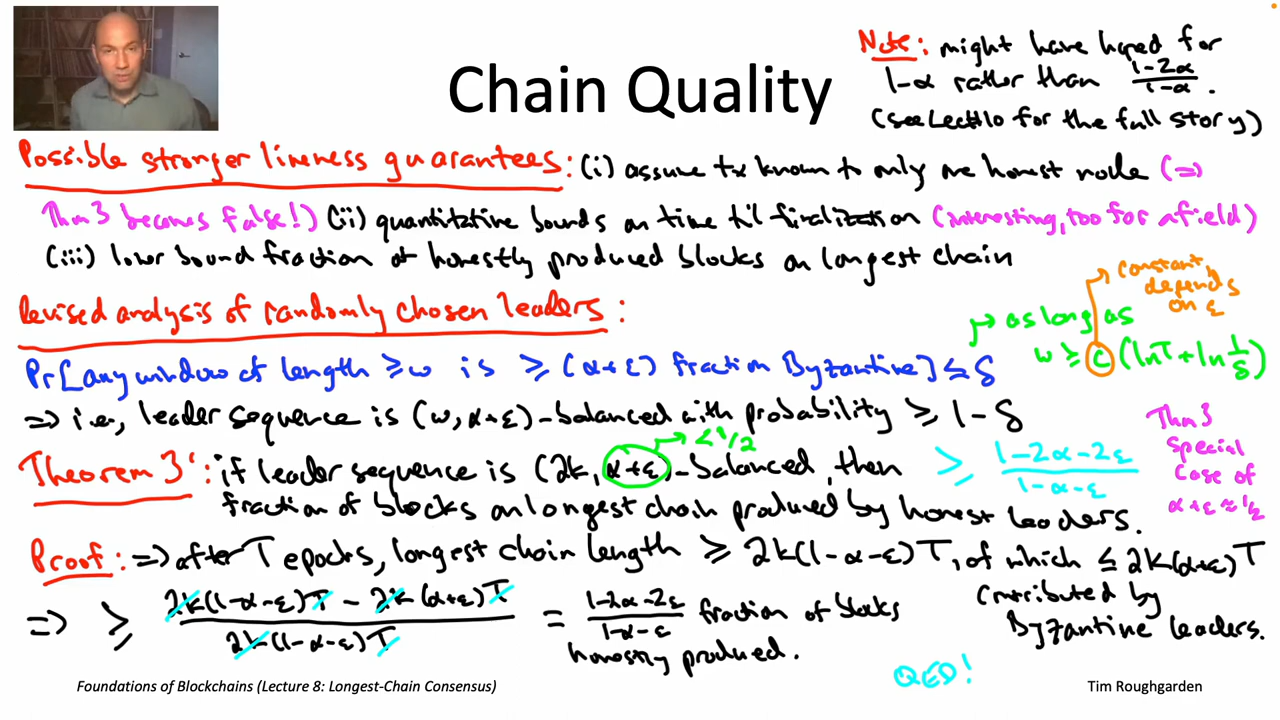 Chain Quality
Note: might have hoped for
1-α rather than (1-2α)/(1-α).
(see Lect 10 for the full story)
Possible stronger liveness guarantees: (i) assume tx known to only one honest node (⇒
Thm 3 becomes false!) (ii) quantitative bounds on time til finalization (interesting, too far afield)
(iii) lower bound fraction of honestly produced blocks on longest chain
Revised analysis of randomly chosen leaders:
→ as long as
w ≥ c (ln T + ln 1/δ)
→ constant depends on ε
Pr[any window of length ≥ w is ≥ (α+ε) fraction Byzantine] ≤ δ
⇒ i.e., leader sequence is (w, α+ε)-balanced with probability ≥ 1-δ
→ < 1/2
Theorem 3': if leader sequence is (2k, α+ε)-balanced, then ≥ (1-2α-2ε)/(1-α-ε)
fraction of blocks on longest chain produced by honest leaders.
Thm 3
special
case of
α+ε ≈ 1/2
Proof: ⇒ after T epochs, longest chain length ≥ 2k(1-α-ε)T, of which ≤ 2k(α+ε)T
contributed by
Byzantine leaders.
⇒ ≥ (2k(1-α-ε)T - 2k(α+ε)T)/(2k(1-α-ε)T) = (1-2α-2ε)/(1-α-ε) fraction of blocks
honestly produced.
QED!
Foundations of Blockchains (Lecture 8: Longest-Chain Consensus)
Tim Roughgarden